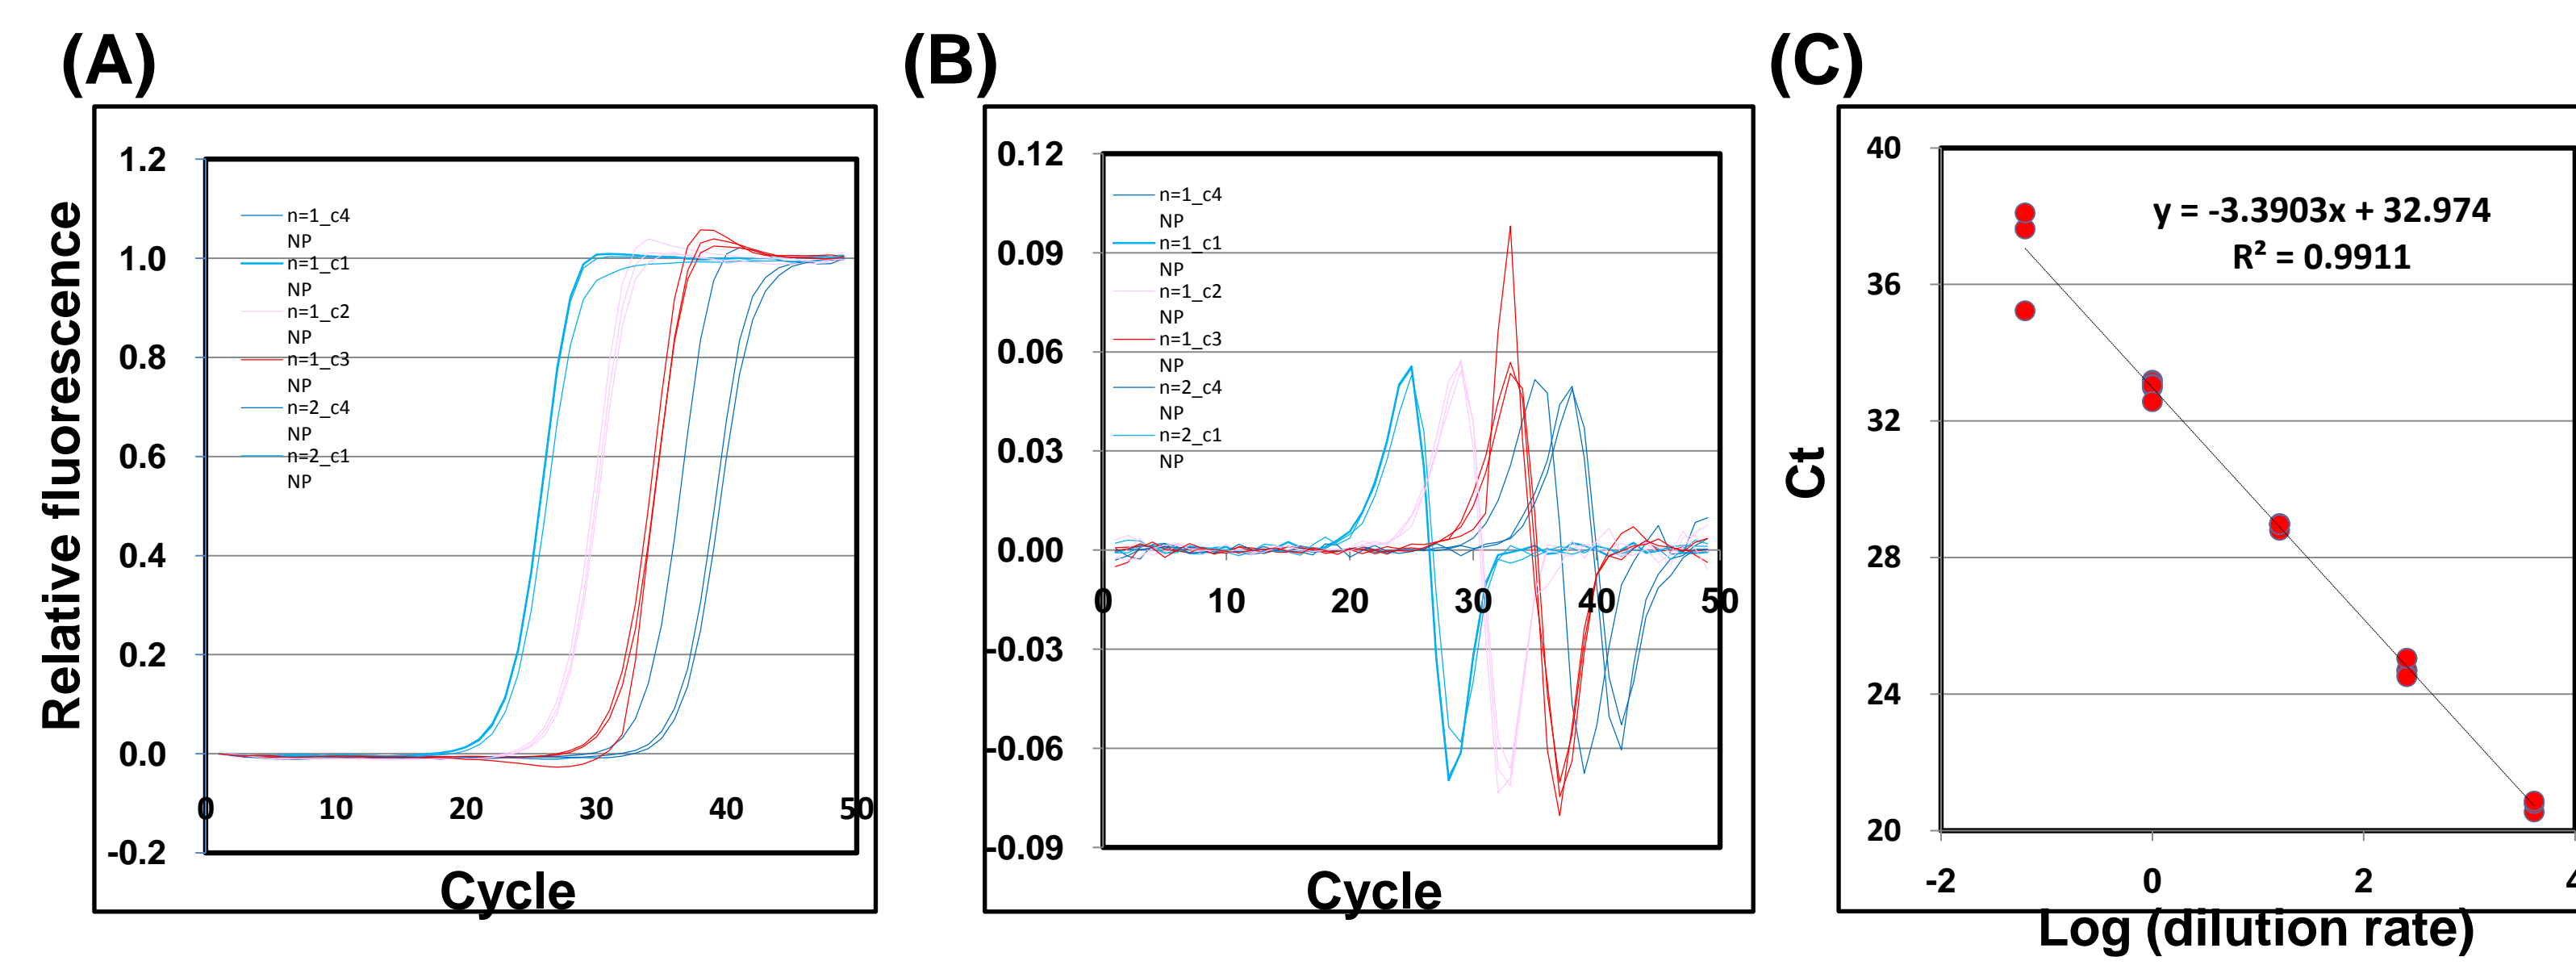 (A)
1.2
1.0
0.8
0.6
0.4
0.2
0.0
-0.2
Relative fluorescence
n=1_c4
NP
n=1_c1
NP
n=1_c2
NP
n=1_c3
NP
n=2_c4
NP
n=2_c1
NP
0 10 20 30 40 50
Cycle
(B)
0.12
0.09
0.06
0.03
0.00
-0.03
-0.06
-0.09
n=1_c4
NP
n=1_c1
NP
n=1_c2
NP
n=1_c3
NP
n=2_c4
NP
n=2_c1
NP
0 10 20 30 40 50
Cycle
(C)
40
36
32
28
24
20
Ct
y = -3.3903x + 32.974
R² = 0.9911
-2 0 2 4
Log (dilution rate)